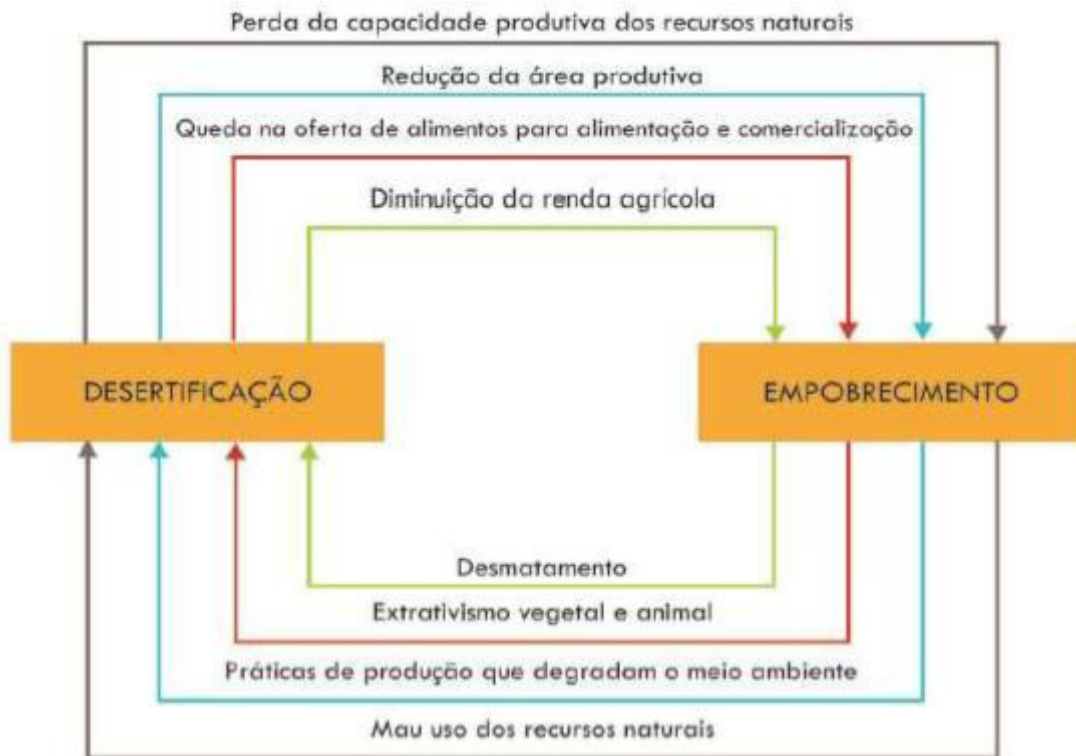 Perda da capacidade produtiva dos recursos naturais
Redução da área produtiva
Queda na oferta de alimentos para alimentação e comercialização
Diminuição da renda agrícola
DESERTIFICAÇÃO
EMPOBRECIMENTO
Desmatamento
Extrativismo vegetal e animal
Práticas de produção que degradam o meio ambiente
Mau uso dos recursos naturais